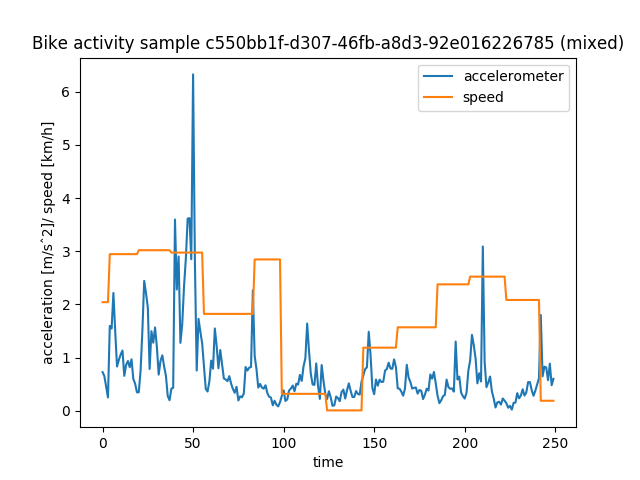 Bike activity sample c550bb1f-d307-46fb-a8d3-92e016226785 (mixed)
accelerometer
speed
acceleration [m/s^2]/ speed [km/h]
6
5
4
3
2
1
0
0 50 100 150 200 250
time